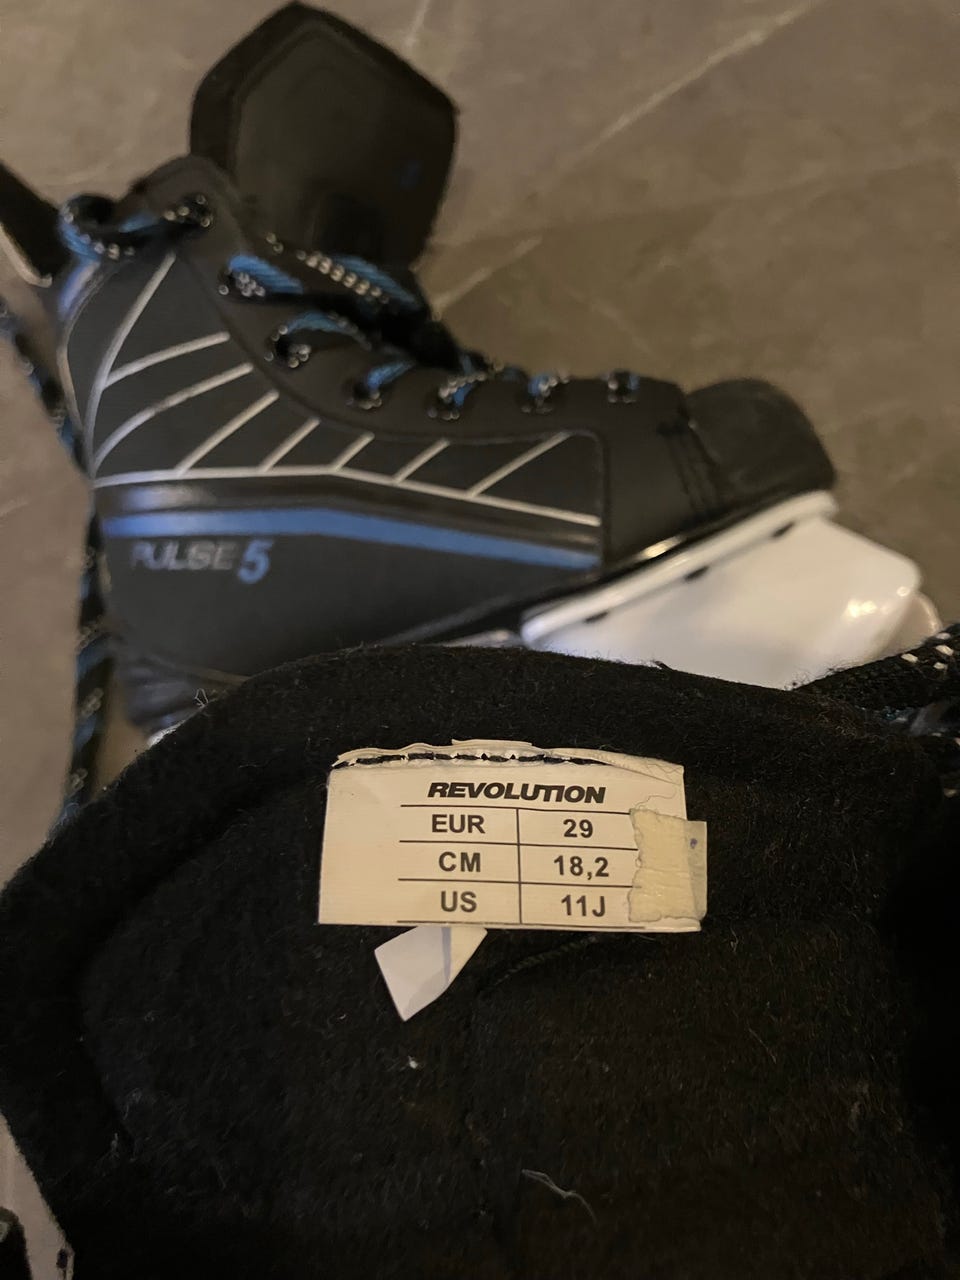 PULSE 5
REVOLUTION
EUR 29
CM 18,2
US 11J